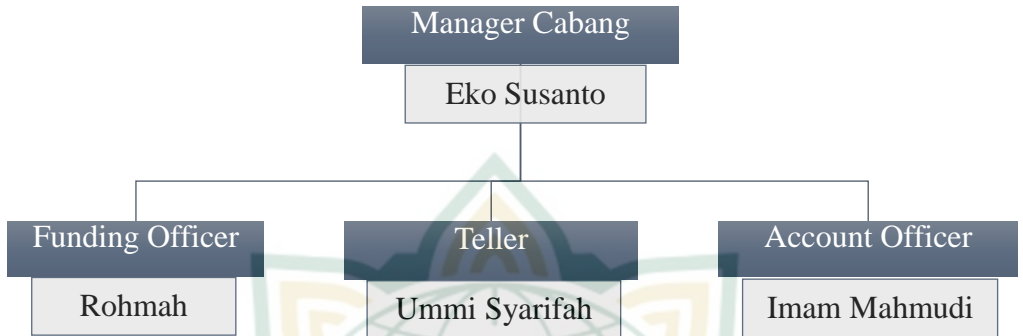 Manager Cabang
Eko Susanto
Funding Officer
Rohmah
Teller
Ummi Syarifah
Account Officer
Imam Mahmudi